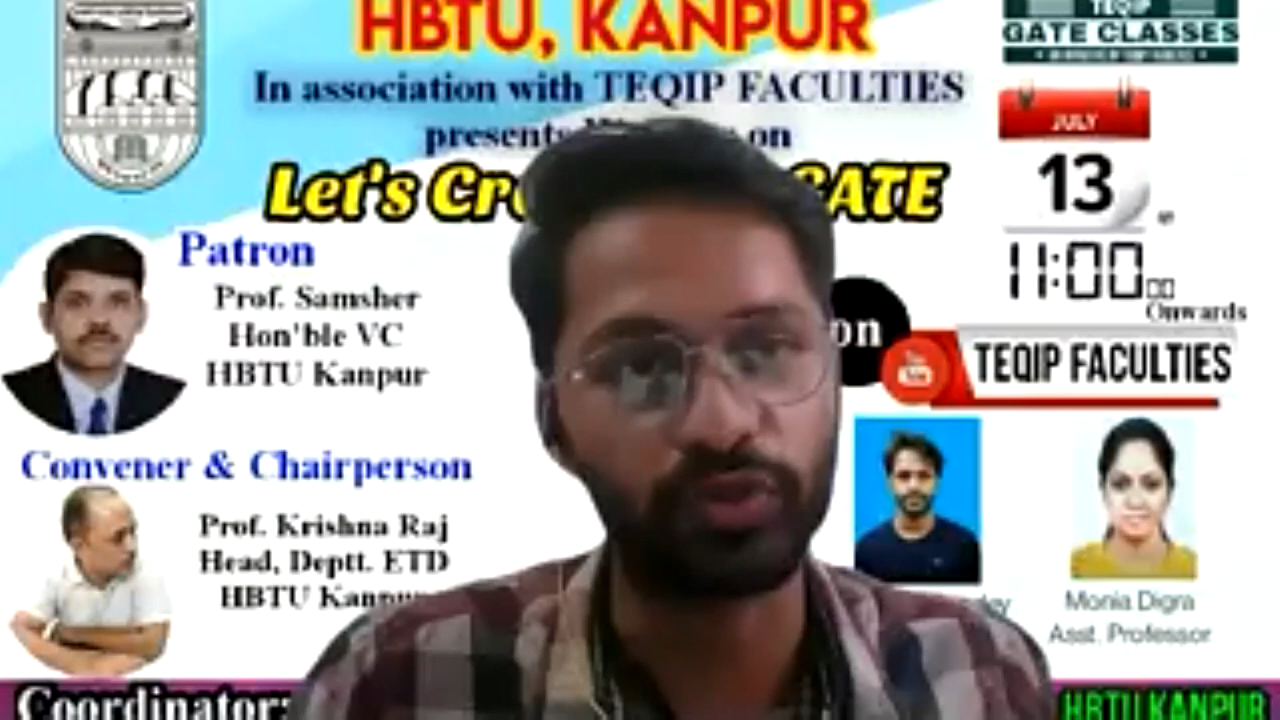 HBTU, KANPUR
In association with TEQIP FACULTIES
presents on
Let's Cr GATE
TEQIP
GATE CLASSES
JULY
13
11:00
Onwards
on
TEQIP FACULTIES
Patron
Prof. Samsher
Hon'ble VC
HBTU Kanpur
Convener & Chairperson
Prof. Krishna Raj
Head, Deptt. ETD
HBTU Kanpur
Monia Digra
Asst. Professor
Coordinator:
HBTU KANPUR